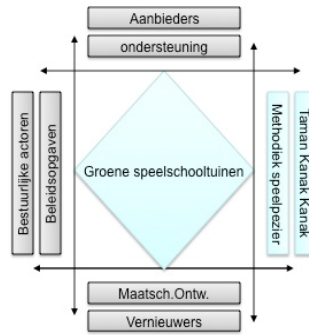 Aanbieders
ondersteuning
Bestuurlijke actoren
Beleidsopgaven
Groene speelschooltuinen
Methodiek speelpezier
Taman Kanak Kanak
Maatsch.Ontw.
Vernieuwers